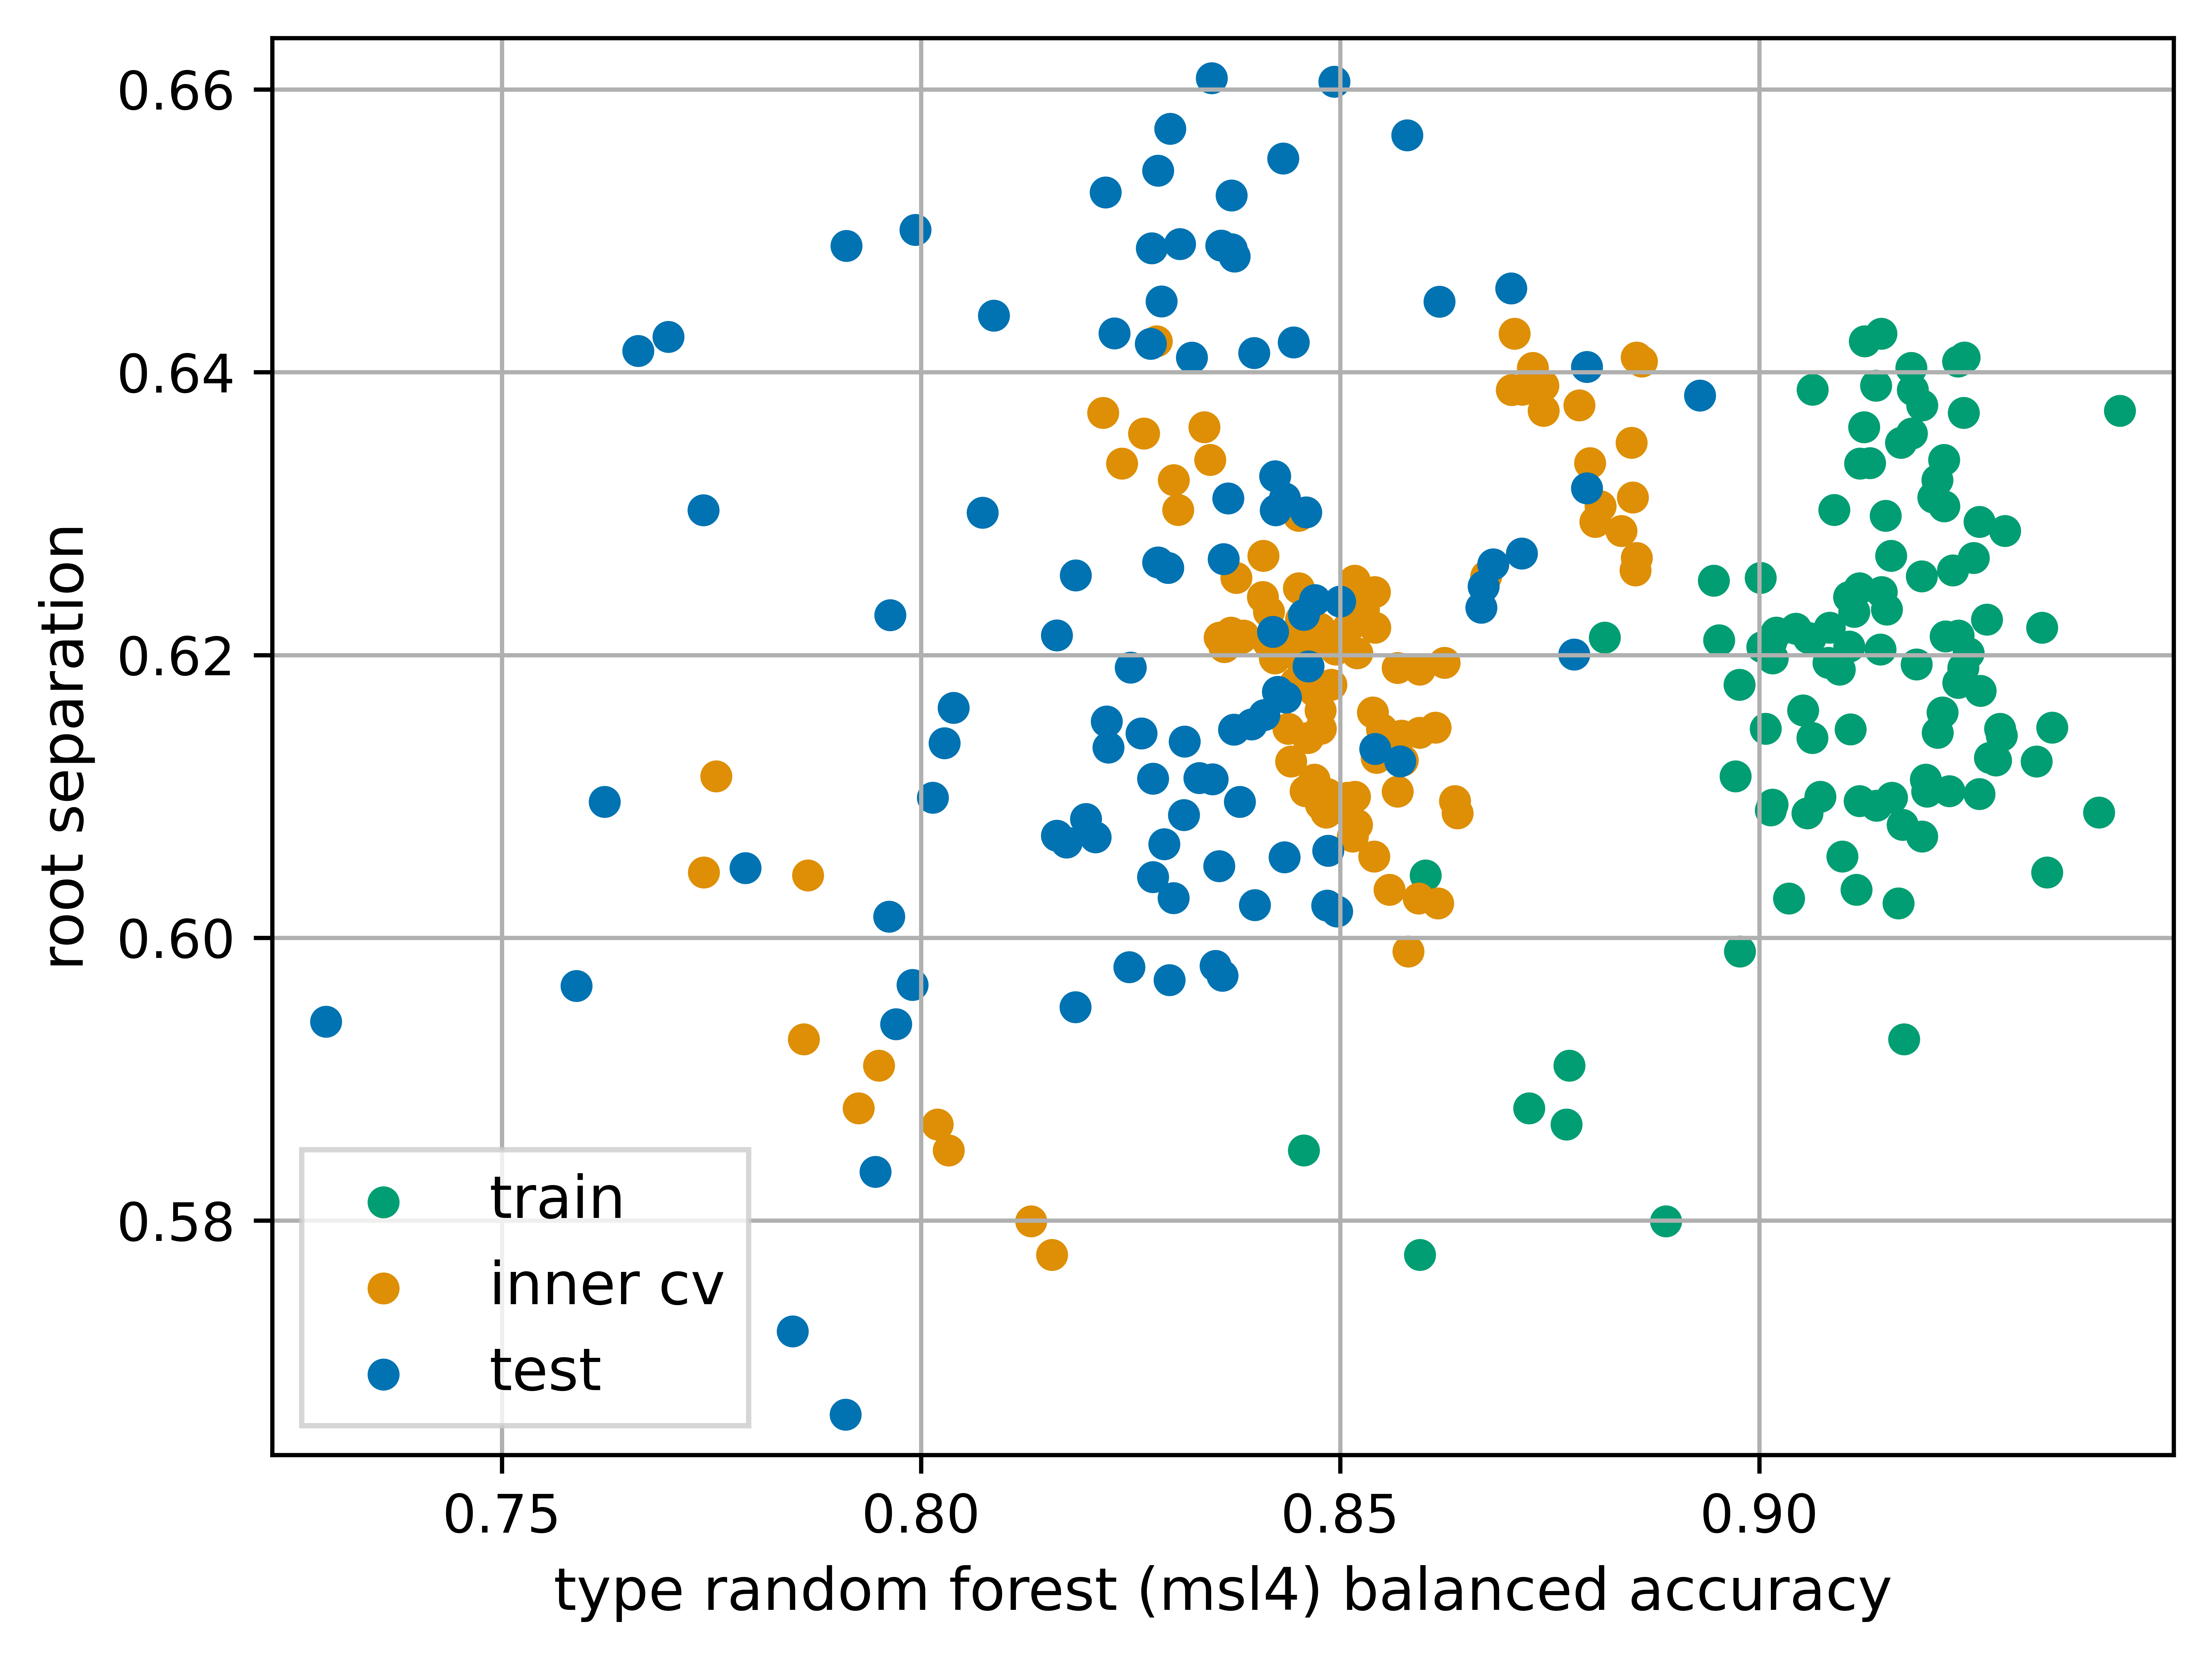 0.66
0.64
0.62
0.60
0.58
root separation
train
inner cv
test
0.75 0.80 0.85 0.90
type random forest (msl4) balanced accuracy